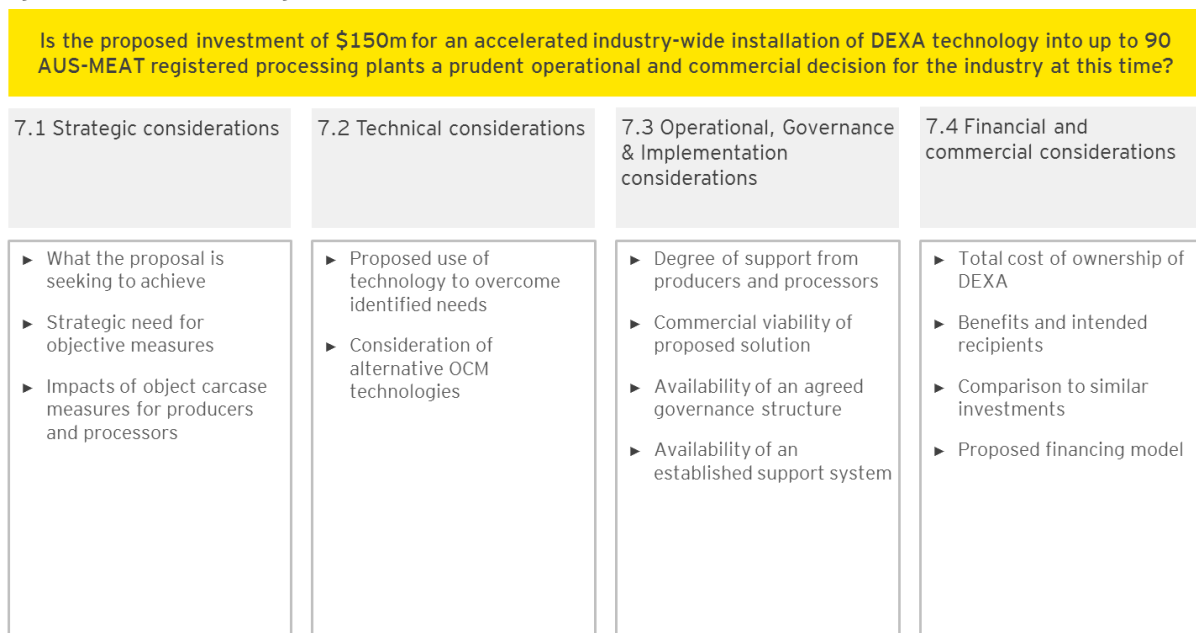 Is the proposed investment of $150m for an accelerated industry-wide installation of DEXA technology into up to 90
AUS-MEAT registered processing plants a prudent operational and commercial decision for the industry at this time?
7.1 Strategic considerations
► What the proposal is
seeking to achieve
► Strategic need for
objective measures
► Impacts of object carcase
measures for producers
and processors
7.2 Technical considerations
► Proposed use of
technology to overcome
identified needs
► Consideration of
alternative OCM
technologies
7.3 Operational, Governance
& Implementation
considerations
► Degree of support from
producers and processors
► Commercial viability of
proposed solution
► Availability of an agreed
governance structure
► Availability of an
established support system
7.4 Financial and
commercial considerations
► Total cost of ownership of
DEXA
► Benefits and intended
recipients
► Comparison to similar
investments
► Proposed financing model